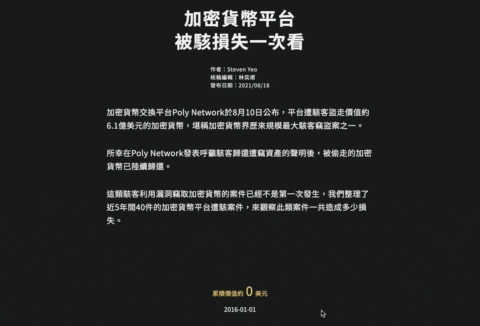 加密貨幣平台
被駭損失一次看
作者：Steven Yeo
核稿編輯：林奕甫
發布日期：2021/08/18
加密貨幣交換平台Poly Network於8月10日公布，平台遭駭客盜走價值約
6.1億美元的加密貨幣，堪稱加密貨幣界歷來規模最大駭客竊盜案之一。
所幸在Poly Network發表呼籲駭客歸還遭竊資產的聲明後，被偷走的加密
貨幣已陸續歸還。
這類駭客利用漏洞竊取加密貨幣的案件已經不是第一次發生，我們整理了
近5年間40件的加密貨幣平台遭駭案件，來觀察此類案件一共造成多少損
失。
累積價值約 0 美元
2016-01-01